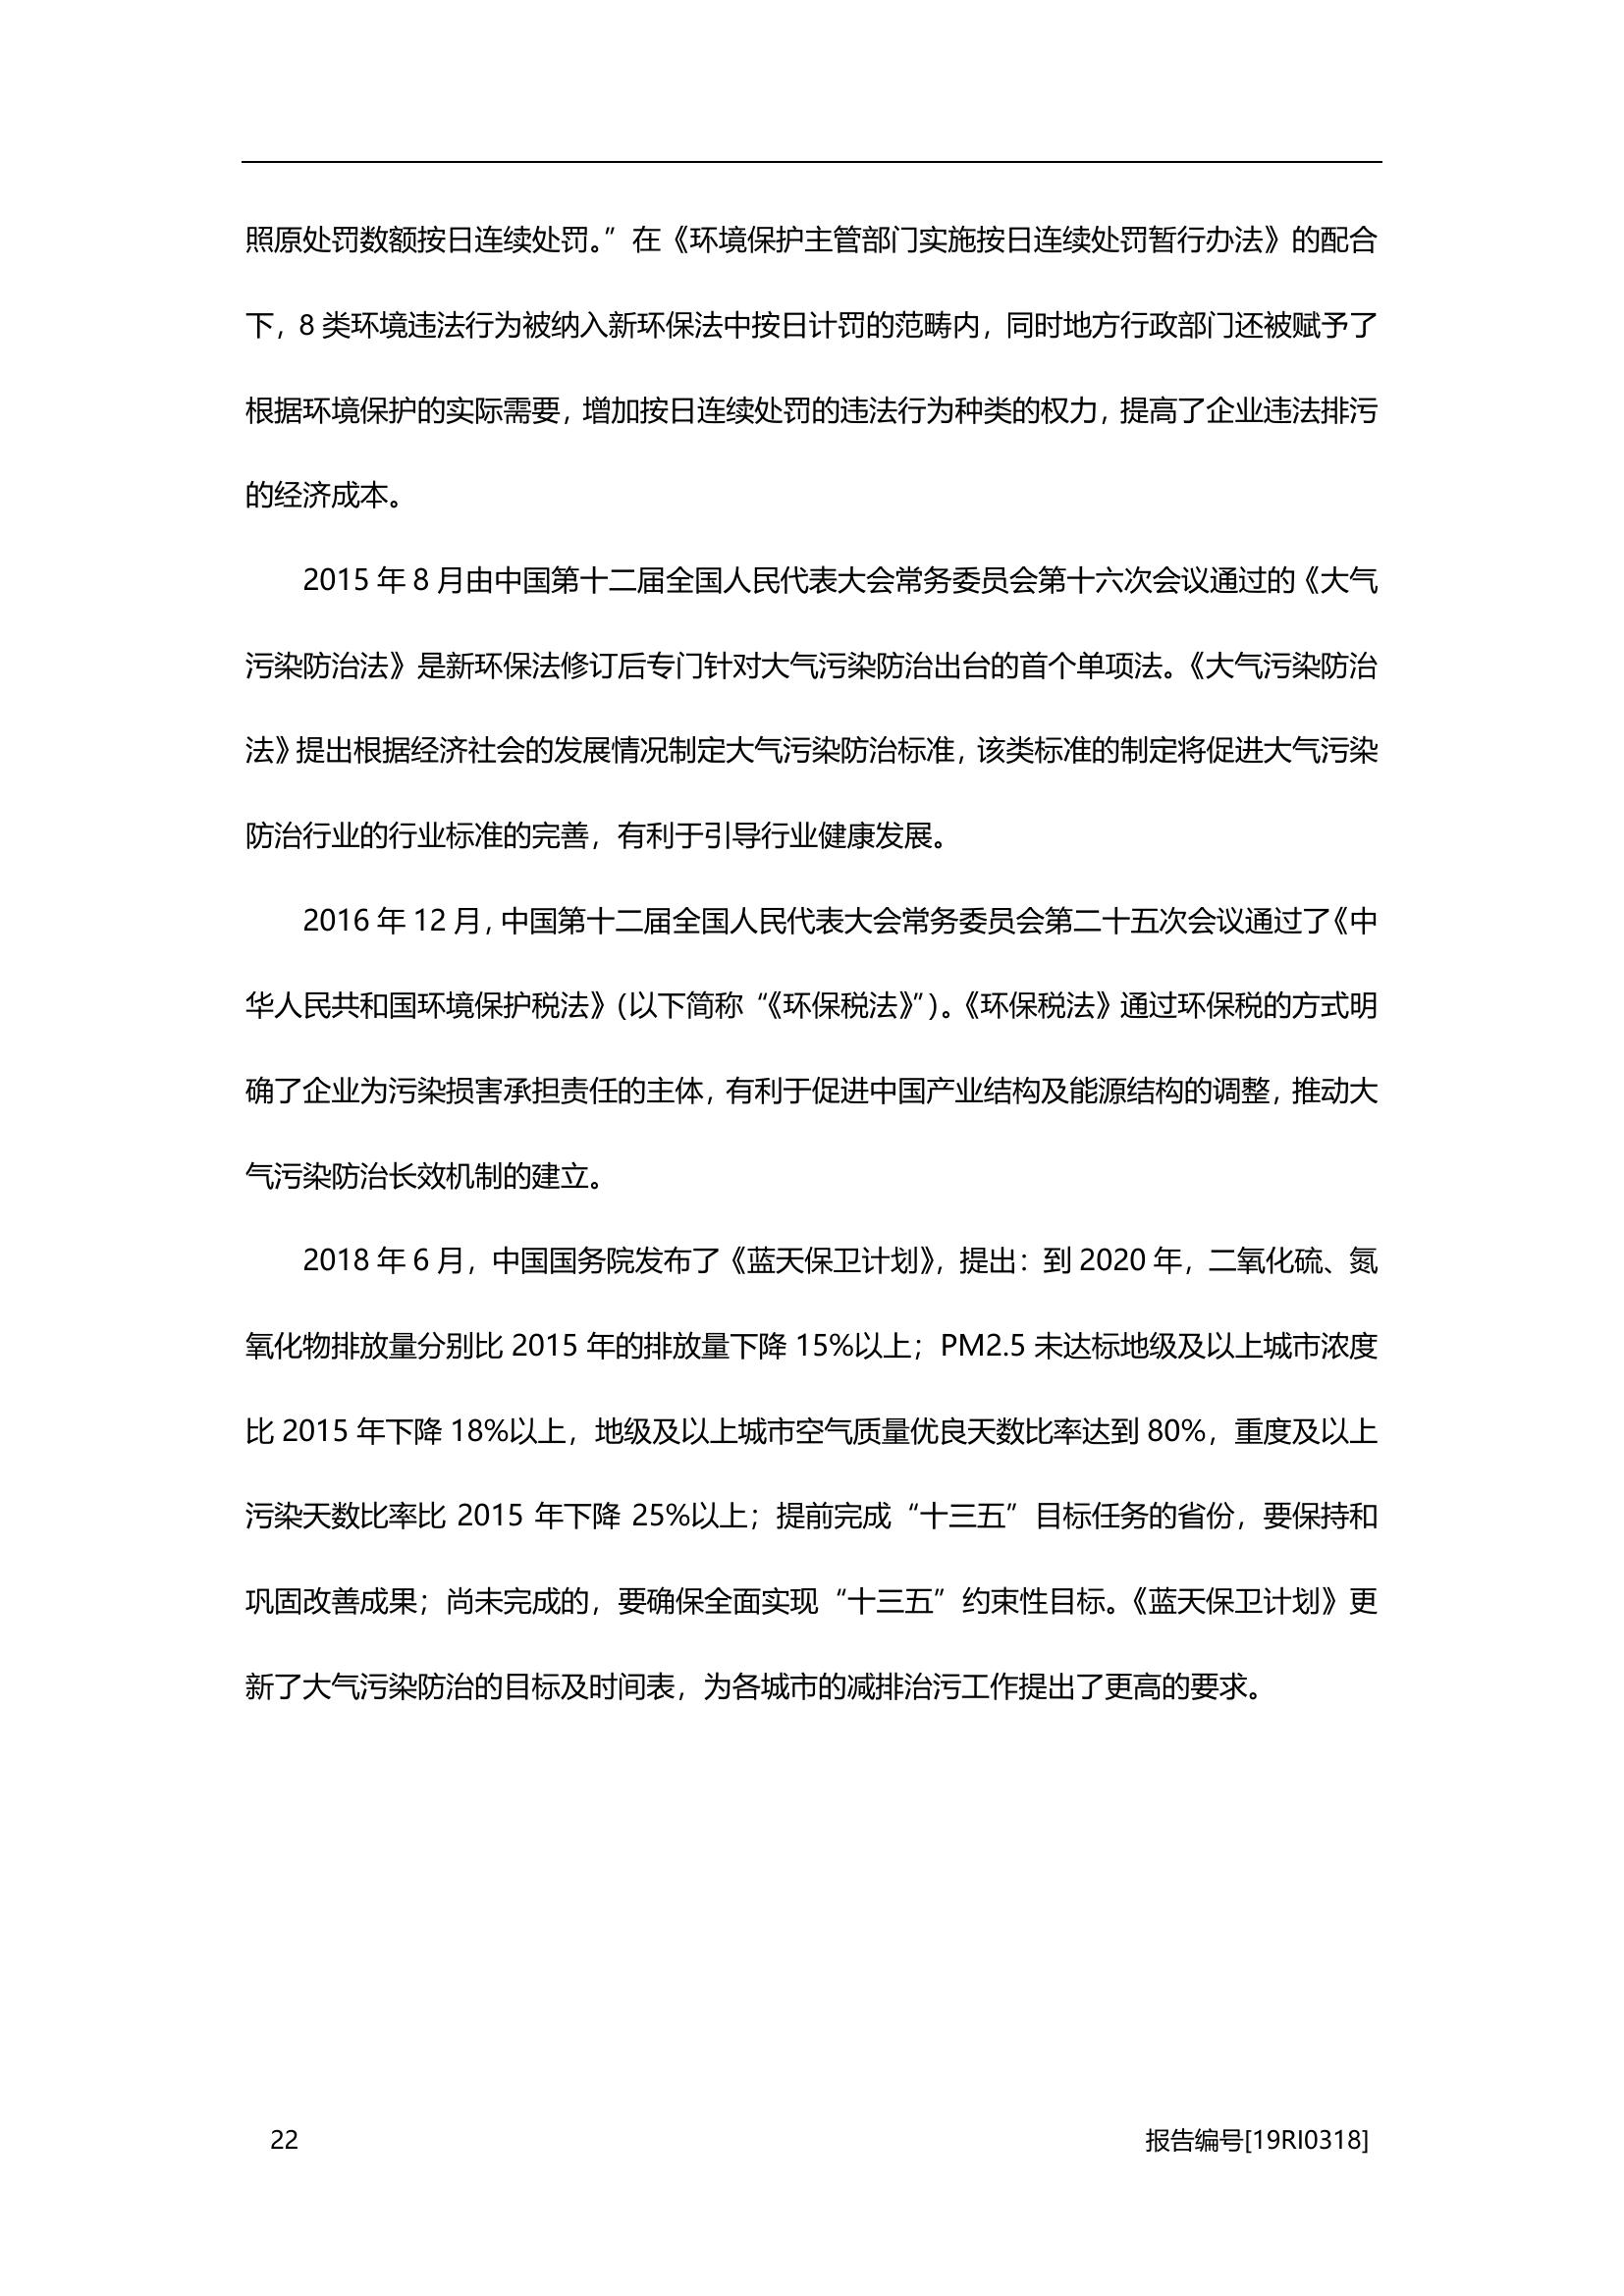 照原处罚数额按日连续处罚。”在《环境保护主管部门实施按日连续处罚暂行办法》的配合
下，8 类环境违法行为被纳入新环保法中按日计罚的范畴内，同时地方行政部门还被赋予了
根据环境保护的实际需要，增加按日连续处罚的违法行为种类的权力，提高了企业违法排污
的经济成本。
2015 年 8 月由中国第十二届全国人民代表大会常务委员会第十六次会议通过的《大气
污染防治法》是新环保法修订后专门针对大气污染防治出台的首个单项法。《大气污染防治
法》提出根据经济社会的发展情况制定大气污染防治标准，该类标准的制定将促进大气污染
防治行业的行业标准的完善，有利于引导行业健康发展。
2016 年 12 月，中国第十二届全国人民代表大会常务委员会第二十五次会议通过了《中
华人民共和国环境保护税法》(以下简称“《环保税法》”)。《环保税法》通过环保税的方式明
确了企业为污染损害承担责任的主体，有利于促进中国产业结构及能源结构的调整，推动大
气污染防治长效机制的建立。
2018 年 6 月，中国国务院发布了《蓝天保卫计划》，提出：到 2020 年，二氧化硫、氮
氧化物排放量分别比 2015 年的排放量下降 15%以上；PM2.5 未达标地级及以上城市浓度
比 2015 年下降 18%以上，地级及以上城市空气质量优良天数比率达到 80%，重度及以上
污染天数比率比 2015 年下降 25%以上；提前完成“十三五”目标任务的省份，要保持和
巩固改善成果；尚未完成的，要确保全面实现“十三五”约束性目标。《蓝天保卫计划》更
新了大气污染防治的目标及时间表，为各城市的减排治污工作提出了更高的要求。
22 报告编号[19RI0318]